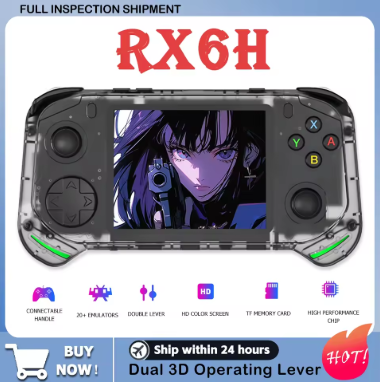 FULL INSPECTION SHIPMENT
RX6H
X
Y A
B
CONNECTABLE HANDLE
20+ EMULATORS
DOUBLE LEVER
HD
HD COLOR SCREEN
TF MEMORY CARD
HIGH PERFORMANCE CHIP
BUY NOW!
Ship within 24 hours
Dual 3D Operating Lever
HOT!